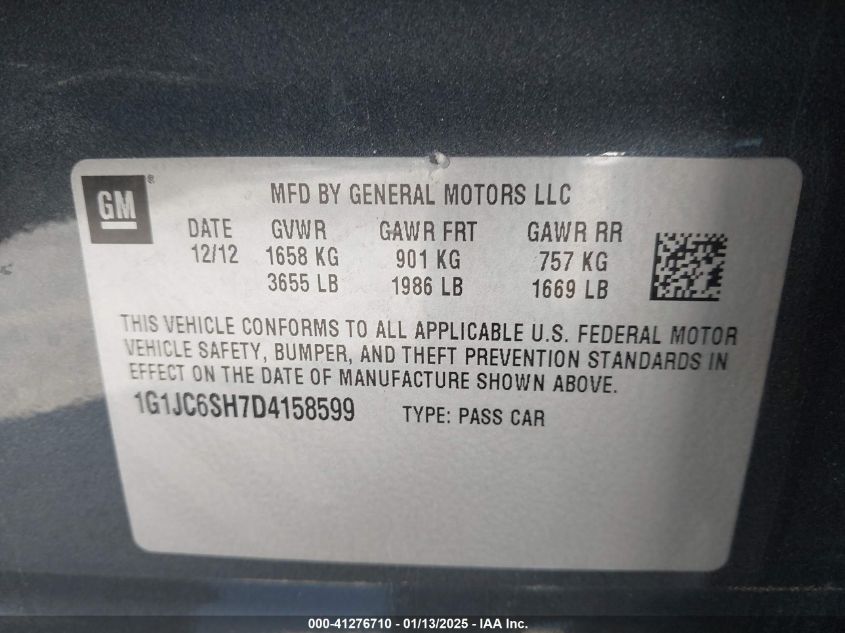 GM ®
MFD BY GENERAL MOTORS LLC
DATE GVWR GAWR FRT GAWR RR
12/12 1658 KG 901 KG 757 KG
3655 LB 1986 LB 1669 LB
THIS VEHICLE CONFORMS TO ALL APPLICABLE U.S. FEDERAL MOTOR
VEHICLE SAFETY, BUMPER, AND THEFT PREVENTION STANDARDS IN
EFFECT ON THE DATE OF MANUFACTURE SHOWN ABOVE.
1G1JC6SH7D4158599 TYPE: PASS CAR
000-41276710 - 01/13/2025 - IAA Inc.